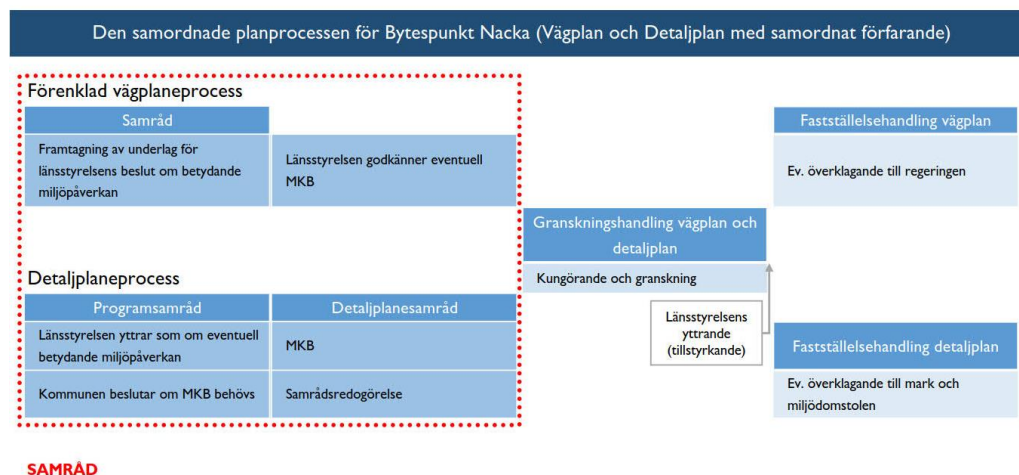 Den samordnade planprocessen för Bytespunkt Nacka (Vägplan och Detaljplan med samordnat förfarande)
Förenklad vägplaneprocess
Samråd
Framtagning av underlag för
länsstyrelsens beslut om betydande
miljöpåverkan
Länsstyrelsen godkänner eventuell
MKB
Detaljplaneprocess
Programsamråd
Länsstyrelsen yttrar som om eventuell
betydande miljöpåverkan
Kommunen beslutar om MKB behövs
Detaljplanesamråd
MKB
Samrådsredogörelse
Granskningshandling vägplan och
detaljplan
Kungörande och granskning
Länsstyrelsens
yttrande
(tillstyrkande)
Fastställelsehandling vägplan
Ev. överklagande till regeringen
Fastställelsehandling detaljplan
Ev. överklagande till mark och
miljödomstolen
SAMRÅD